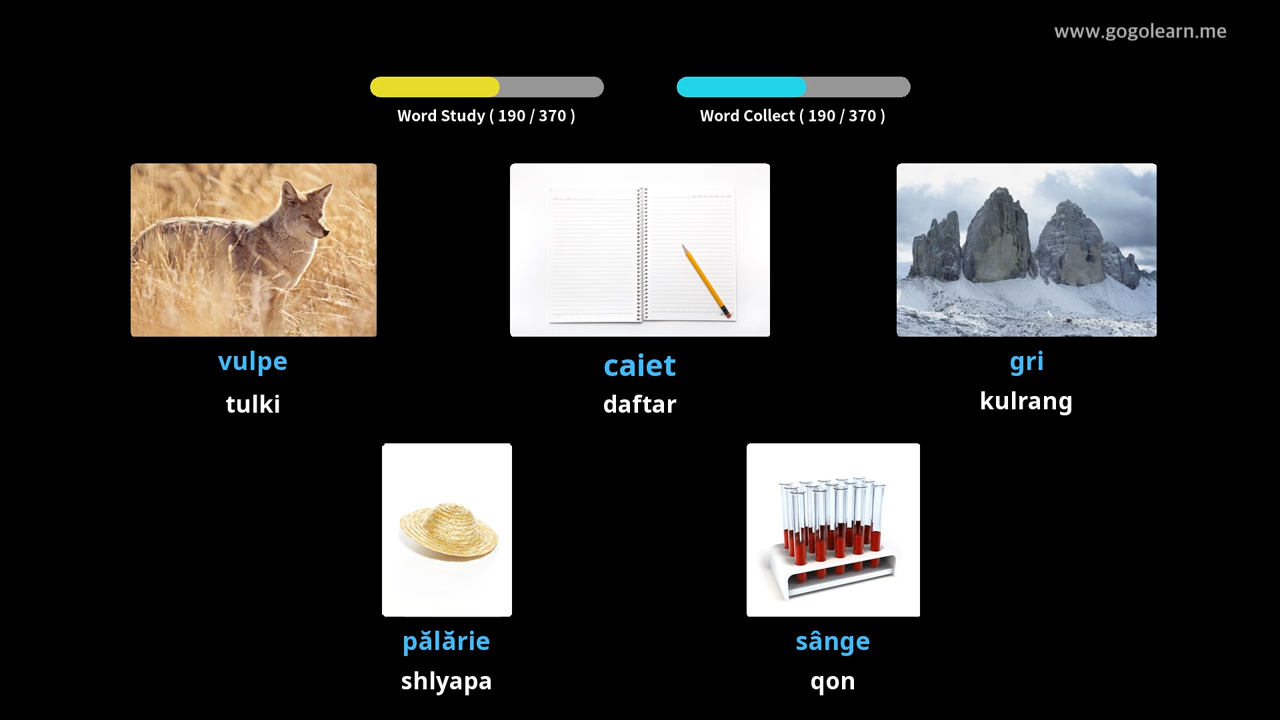 www.gogolearn.me
Word Study ( 190 / 370 )
Word Collect ( 190 / 370 )
vulpe
tulki
caiet
daftar
gri
kulrang
pălărie
shlyapa
sânge
qon